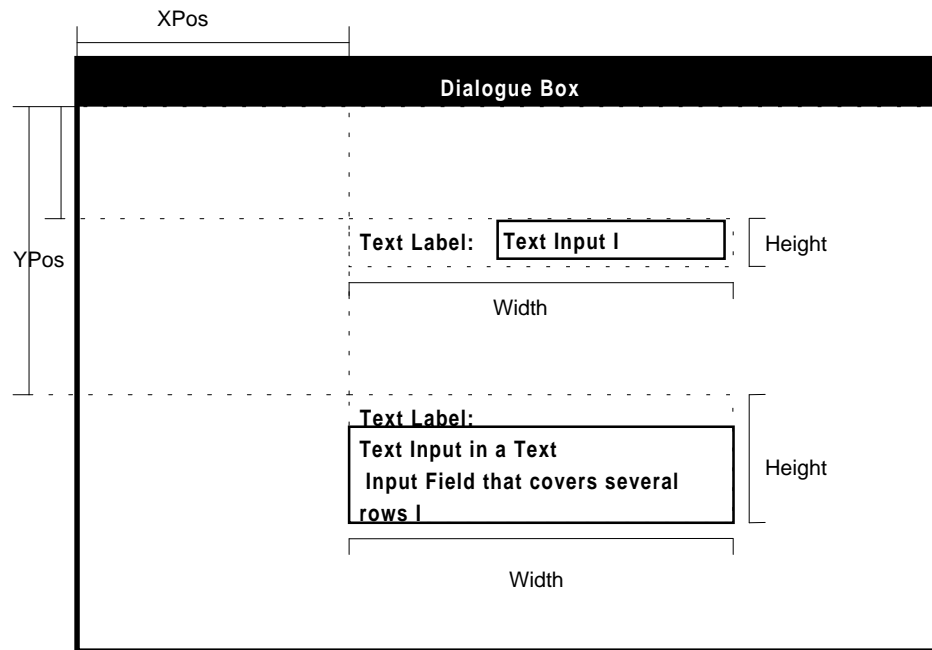 XPos
Dialogue Box
Text Label: Text Input I
Height
YPos
Width
Text Label:
Text Input in a Text
Input Field that covers several
rows I
Height
Width